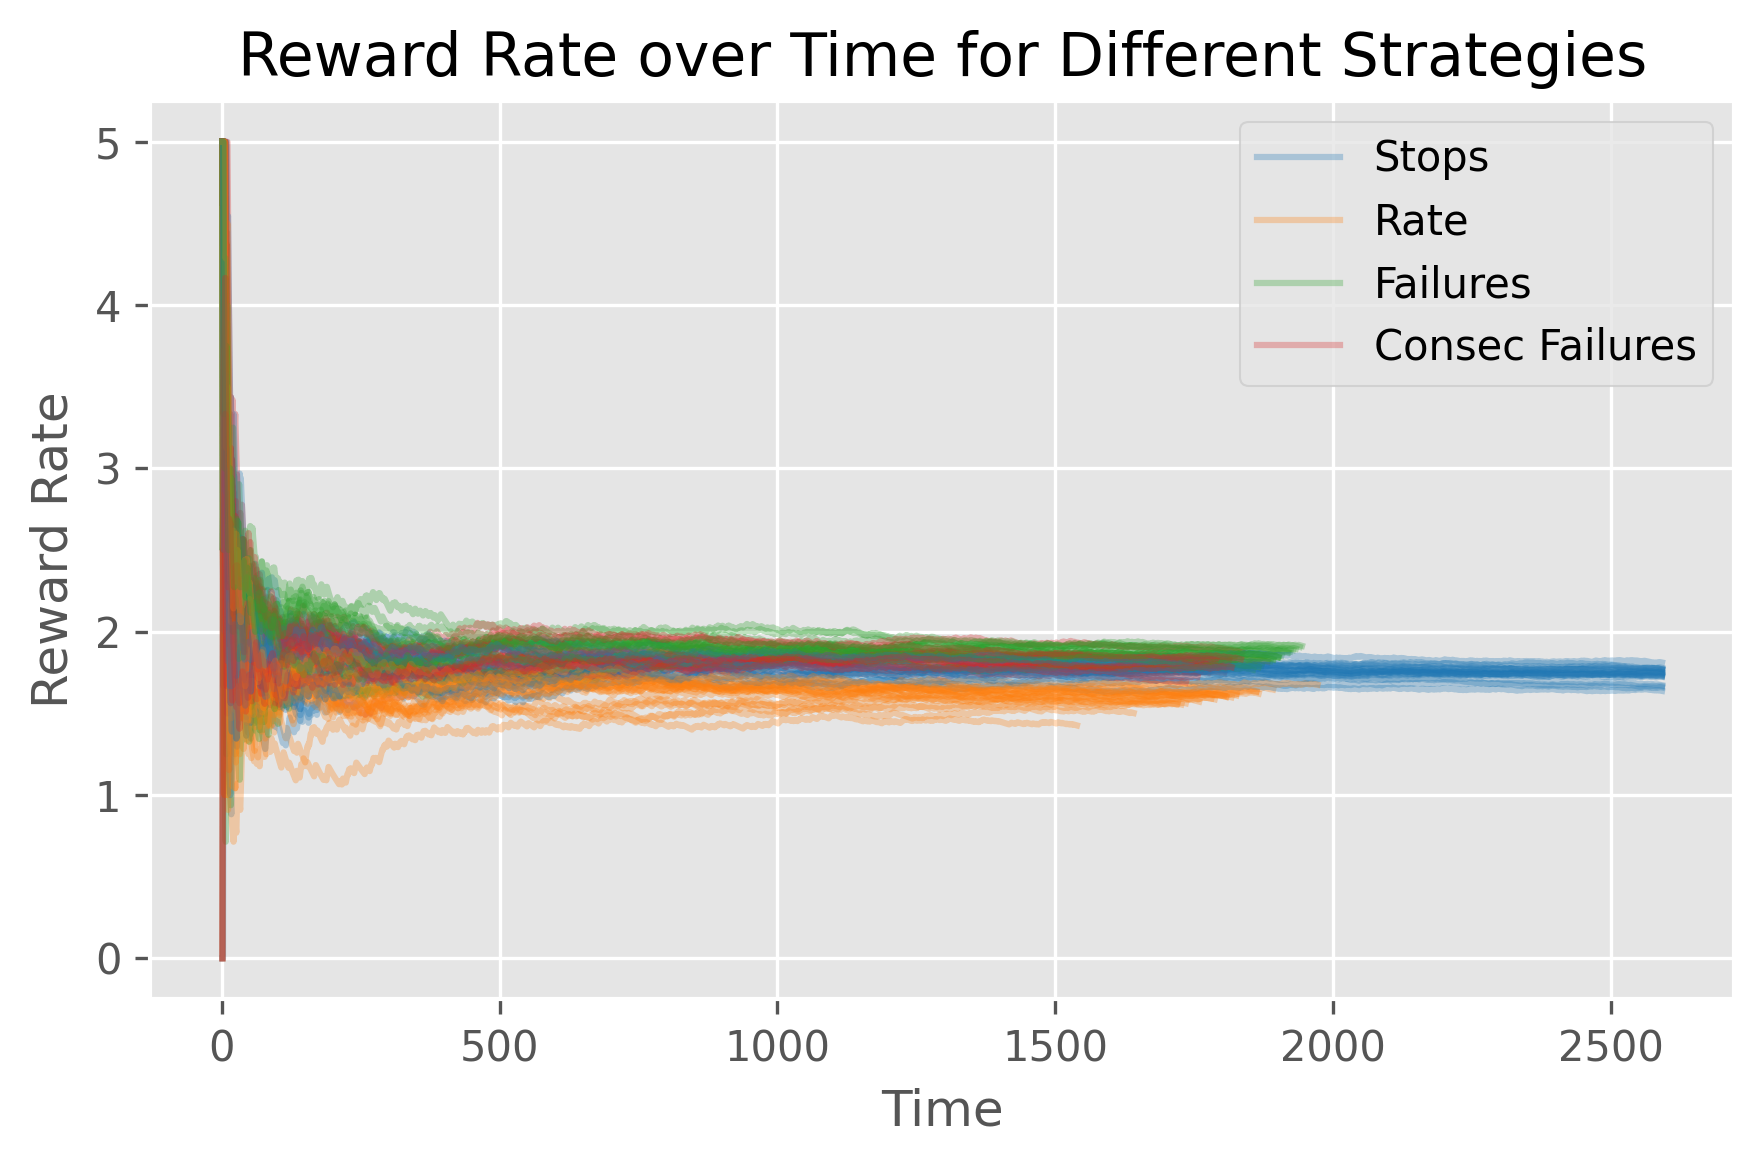 Reward Rate over Time for Different Strategies
5
4
3
2
1
0
Reward Rate
Stops
Rate
Failures
Consec Failures
0 500 1000 1500 2000 2500
Time